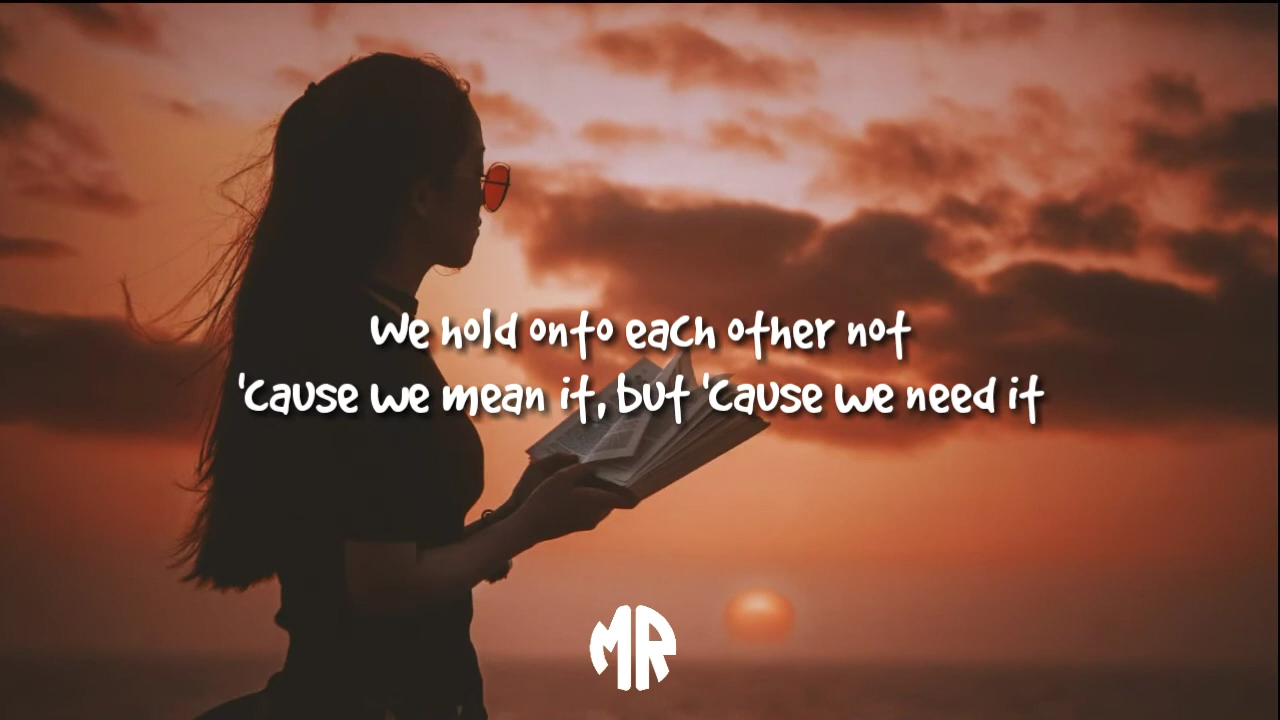 We hold onto each other not
'Cause we mean it, but 'Cause we need it
MR